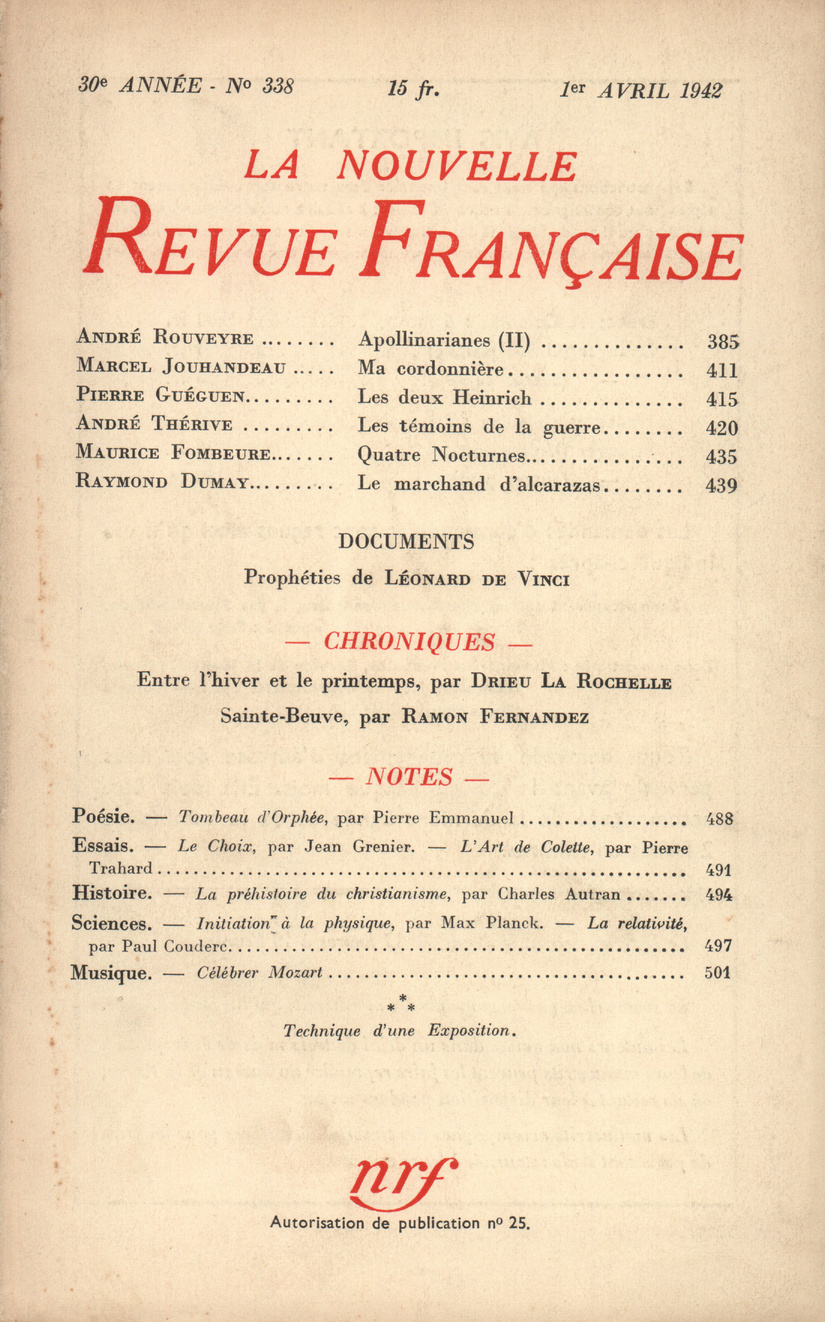 30e ANNÉE - No 338 15 fr. 1er AVRIL 1942
LA NOUVELLE
REVUE FRANÇAISE
ANDRÉ ROUVEYRE ........ Apollinarianes (II) .............. 385
MARCEL JOUHANDEAU ..... Ma cordonnière................ 411
PIERRE GUÉGUEN......... Les deux Heinrich .............. 415
ANDRÉ THÉRIVE ......... Les témoins de la guerre........ 420
MAURICE FOMBEURE....... Quatre Nocturnes............... 435
RAYMOND DUMAY......... Le marchand d'alcarazas........ 439
DOCUMENTS
Prophéties de LÉONARD DE VINCI
— CHRONIQUES —
Entre l'hiver et le printemps, par DRIEU LA ROCHELLE
Sainte-Beuve, par RAMON FERNANDEZ
— NOTES —
Poésie. — Tombeau d'Orphée, par Pierre Emmanuel ................... 488
Essais. — Le Choix, par Jean Grenier. — L'Art de Colette, par Pierre
Trahard ............................................................ 491
Histoire. — La préhistoire du christianisme, par Charles Autran ....... 494
Sciences. — Initiation à la physique, par Max Planck. — La relativité,
par Paul Couderc.................................................... 497
Musique. — Célébrer Mozart ........................................ 501
* * *
Technique d'une Exposition.
nrf
Autorisation de publication no 25.